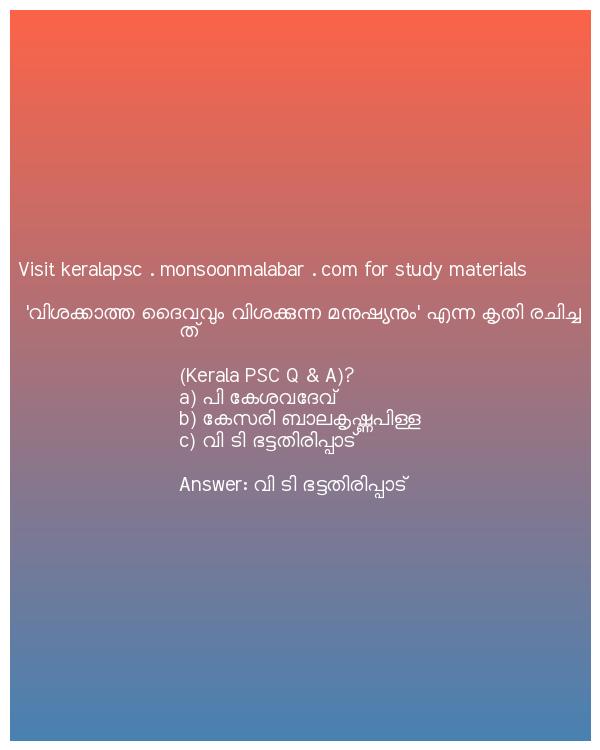 Visit keralapsc . monsoonmalabar . com for study materials
'വിശക്കാത്ത ദൈവവും വിശക്കുന്ന മനുഷ്യനും' എന്ന കൃതി രചിച്ച
ത്
(Kerala PSC Q & A)?
a) പി കേശവദേവ്
b) കേസരി ബാലകൃഷ്ണപിള്ള
c) വി ടി ഭട്ടതിരിപ്പാട്
Answer: വി ടി ഭട്ടതിരിപ്പാട്